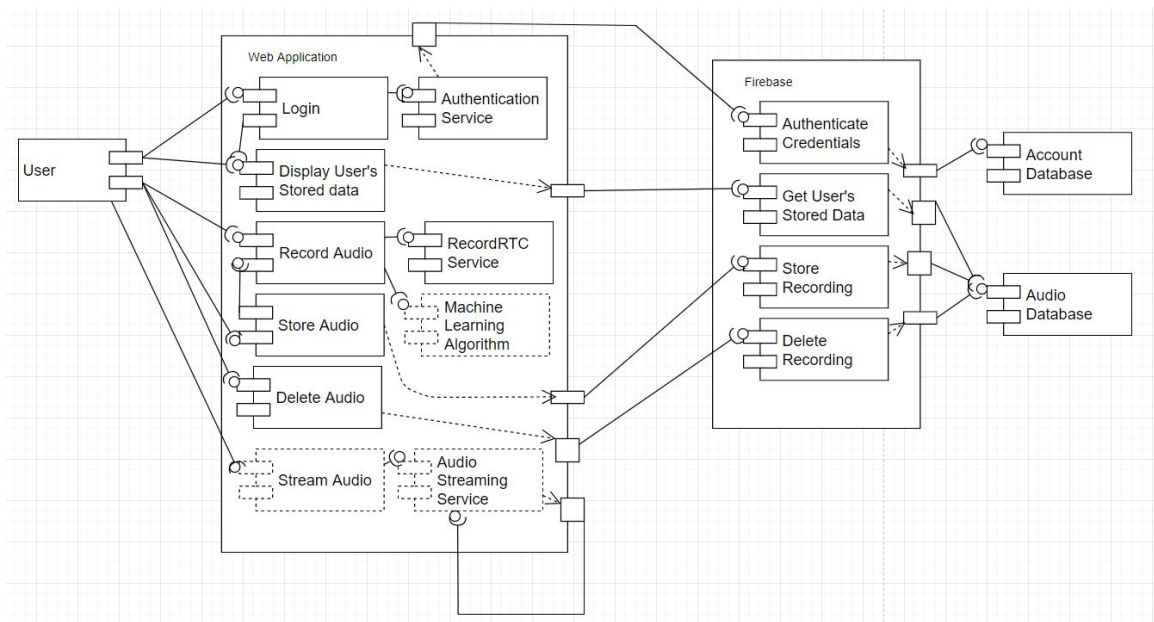 Web Application
Login
Authentication
Service
User
Display User's
Stored data
Record Audio
RecordRTC
Service
Store Audio
Machine
Learning
Algorithm
Delete Audio
Stream Audio
Audio
Streaming
Service
Firebase
Authenticate
Credentials
Get User's
Stored Data
Store
Recording
Delete
Recording
Account
Database
Audio
Database